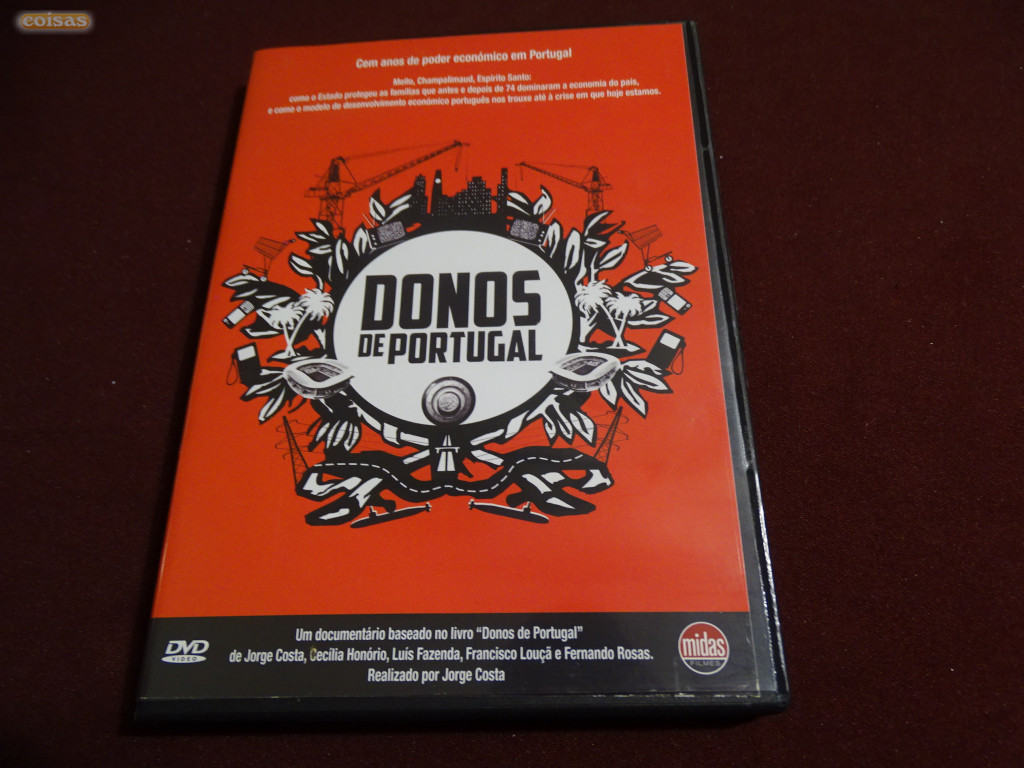 coisas
Cem anos de poder económico em Portugal
Mello, Champalimaud, Espírito Santo:
como o Estado protegeu as famílias que antes e depois de 74 dominaram a economia do país,
e como o modelo de desenvolvimento económico português nos trouxe até à crise em que hoje estamos.
DONOS
DE PORTUGAL
DVD
VIDEO
Um documentário baseado no livro “Donos de Portugal”
de Jorge Costa, Cecília Honório, Luís Fazenda, Francisco Louçã e Fernando Rosas.
Realizado por Jorge Costa
midas
FILMES